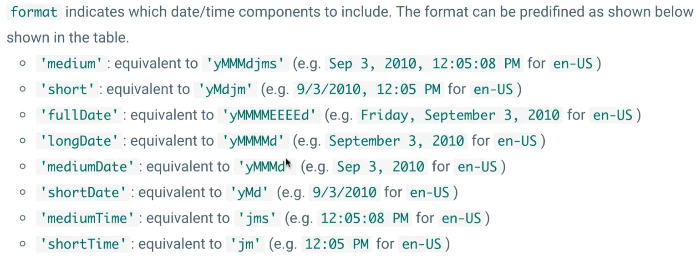 format indicates which date/time components to include. The format can be predifined as shown below
shown in the table.
'medium' : equivalent to 'yMMMdjms' (e.g. Sep 3, 2010, 12:05:08 PM for en-US )
'short' : equivalent to 'yMdjm' (e.g. 9/3/2010, 12:05 PM for en-US )
'fullDate' : equivalent to 'yMMMMEEEEd' (e.g. Friday, September 3, 2010 for en-US )
'longDate' : equivalent to 'yMMMMd' (e.g. September 3, 2010 for en-US )
'mediumDate' : equivalent to 'yMMMd' (e.g. Sep 3, 2010 for en-US )
'shortDate' : equivalent to 'yMd' (e.g. 9/3/2010 for en-US )
'mediumTime' : equivalent to 'jms' (e.g. 12:05:08 PM for en-US )
'shortTime' : equivalent to 'jm' (e.g. 12:05 PM for en-US )